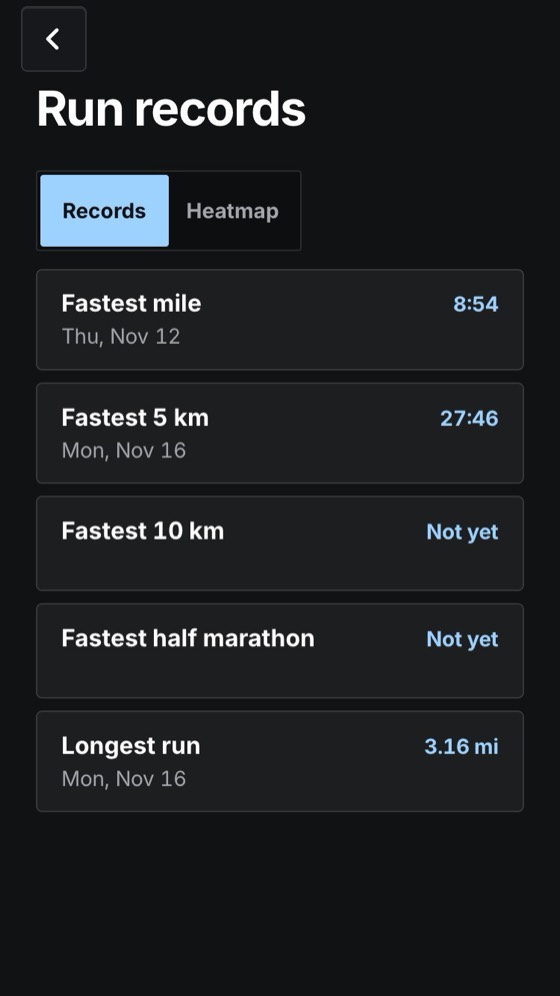 Run records
Records
Heatmap
Fastest mile
8:54
Thu, Nov 12
Fastest 5 km
27:46
Mon, Nov 16
Fastest 10 km
Not yet
Fastest half marathon
Not yet
Longest run
3.16 mi
Mon, Nov 16